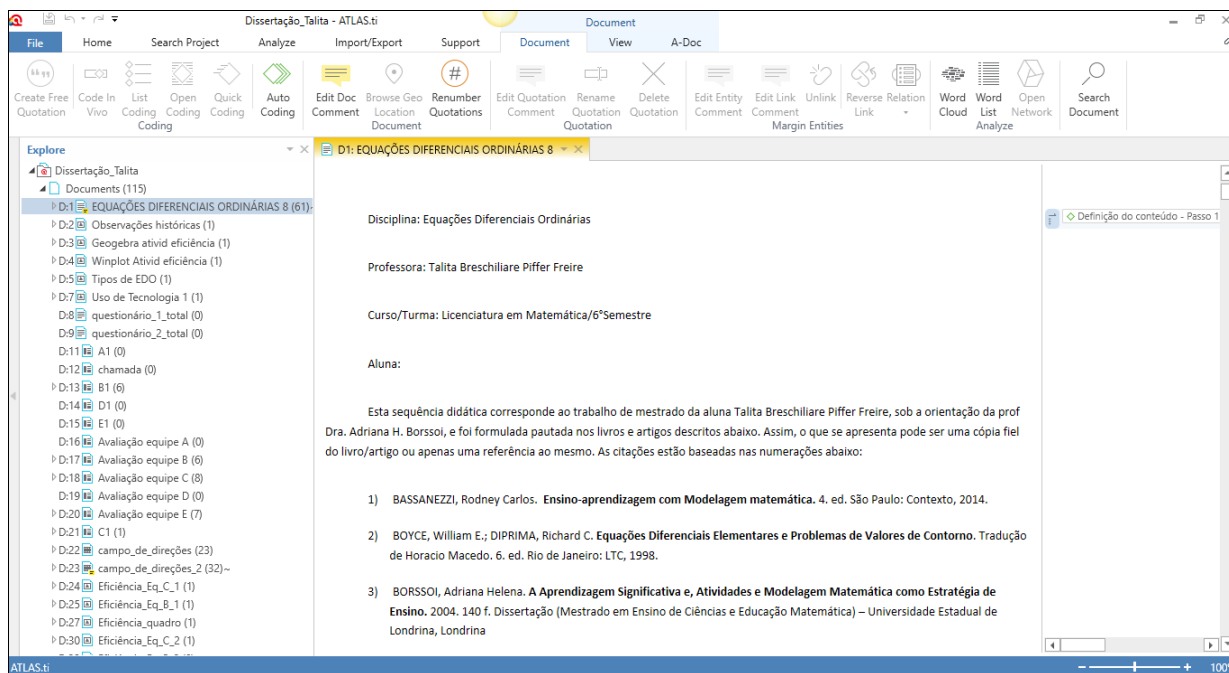 Dissertação_Talita - ATLAS.ti
Document
File Home Search Project Analyze Import/Export Support Document View A-Doc
Create Free Quotation
Code In Vivo
List Coding
Open Coding
Quick Coding
Auto Coding
Edit Doc Comment
Browse Geo Location
Renumber Quotations
Edit Quotation Comment
Rename Quotation
Delete Quotation
Edit Entity Comment
Edit Link Comment
Unlink
Reverse Link
Relation
Word Cloud
Word List
Open Network
Search Document
Coding Document Quotation Margin Entities Analyze
Explore
Dissertação_Talita
Documents (115)
D:1 EQUAÇÕES DIFERENCIAIS ORDINÁRIAS 8 (61)~
D:2 Observações históricas (1)
D:3 Geogebra ativid eficiência (1)
D:4 Winplot Ativid eficiência (1)
D:5 Tipos de EDO (1)
D:7 Uso de Tecnologia 1 (1)
D:8 questionário_1_total (0)
D:9 questionário_2_total (0)
D:11 A1 (0)
D:12 chamada (0)
D:13 B1 (6)
D:14 D1 (0)
D:15 E1 (0)
D:16 Avaliação equipe A (0)
D:17 Avaliação equipe B (6)
D:18 Avaliação equipe C (8)
D:19 Avaliação equipe D (0)
D:20 Avaliação equipe E (7)
D:21 C1 (1)
D:22 campo_de_direções (23)
D:23 campo_de_direções_2 (32)~
D:24 Eficiência_Eq_C_1 (1)
D:25 Eficiência_Eq_B_1 (1)
D:27 Eficiência_quadro (1)
D:30 Eficiência_Eq_C_2 (1)
D1: EQUAÇÕES DIFERENCIAIS ORDINÁRIAS 8
Disciplina: Equações Diferenciais Ordinárias
Professora: Talita Breschiliare Piffer Freire
Curso/Turma: Licenciatura em Matemática/6°Semestre
Aluna:
Esta sequência didática corresponde ao trabalho de mestrado da aluna Talita Breschiliare Piffer Freire, sob a orientação da prof
Dra. Adriana H. Borssoi, e foi formulada pautada nos livros e artigos descritos abaixo. Assim, o que se apresenta pode ser uma cópia fiel
do livro/artigo ou apenas uma referência ao mesmo. As citações estão baseadas nas numerações abaixo:
1) BASSANEZZI, Rodney Carlos. Ensino-aprendizagem com Modelagem matemática. 4. ed. São Paulo: Contexto, 2014.
2) BOYCE, William E.; DIPRIMA, Richard C. Equações Diferenciais Elementares e Problemas de Valores de Contorno. Tradução
de Horacio Macedo. 6. ed. Rio de Janeiro: LTC, 1998.
3) BORSSOI, Adriana Helena. A Aprendizagem Significativa e, Atividades e Modelagem Matemática como Estratégia de
Ensino. 2004. 140 f. Dissertação (Mestrado em Ensino de Ciências e Educação Matemática) – Universidade Estadual de
Londrina, Londrina
Definição do conteúdo - Passo 1
ATLAS.ti
100%